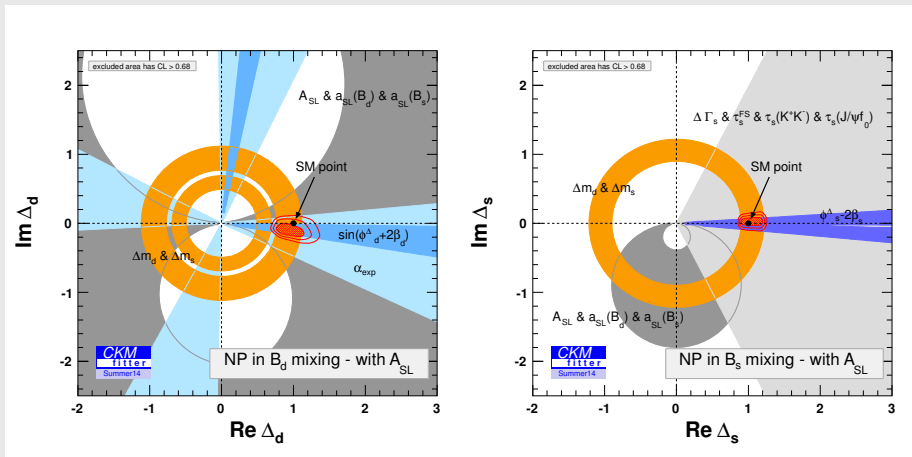 excluded area has CL > 0.68
A_SL & a_SL(B_d) & a_SL(B_s)
SM point
sin(φ^Δ_d+2β_d)
Δm_d & Δm_s
α_exp
CKM
fitter
Summer14
NP in B_d mixing - with A_SL
Im Δ_d
2
1
0
-1
-2
-2
-1
0
1
2
3
Re Δ_d
excluded area has CL > 0.68
ΔΓ_s & τ_s^FS & τ_s(K⁺K⁻) & τ_s(J/ψf_0)
SM point
Δm_d & Δm_s
φ^Δ_s-2β_s
A_SL & a_SL(B_d) & a_SL(B_s)
CKM
fitter
Summer14
NP in B_s mixing - with A_SL
Im Δ_s
2
1
0
-1
-2
-2
-1
0
1
2
3
Re Δ_s